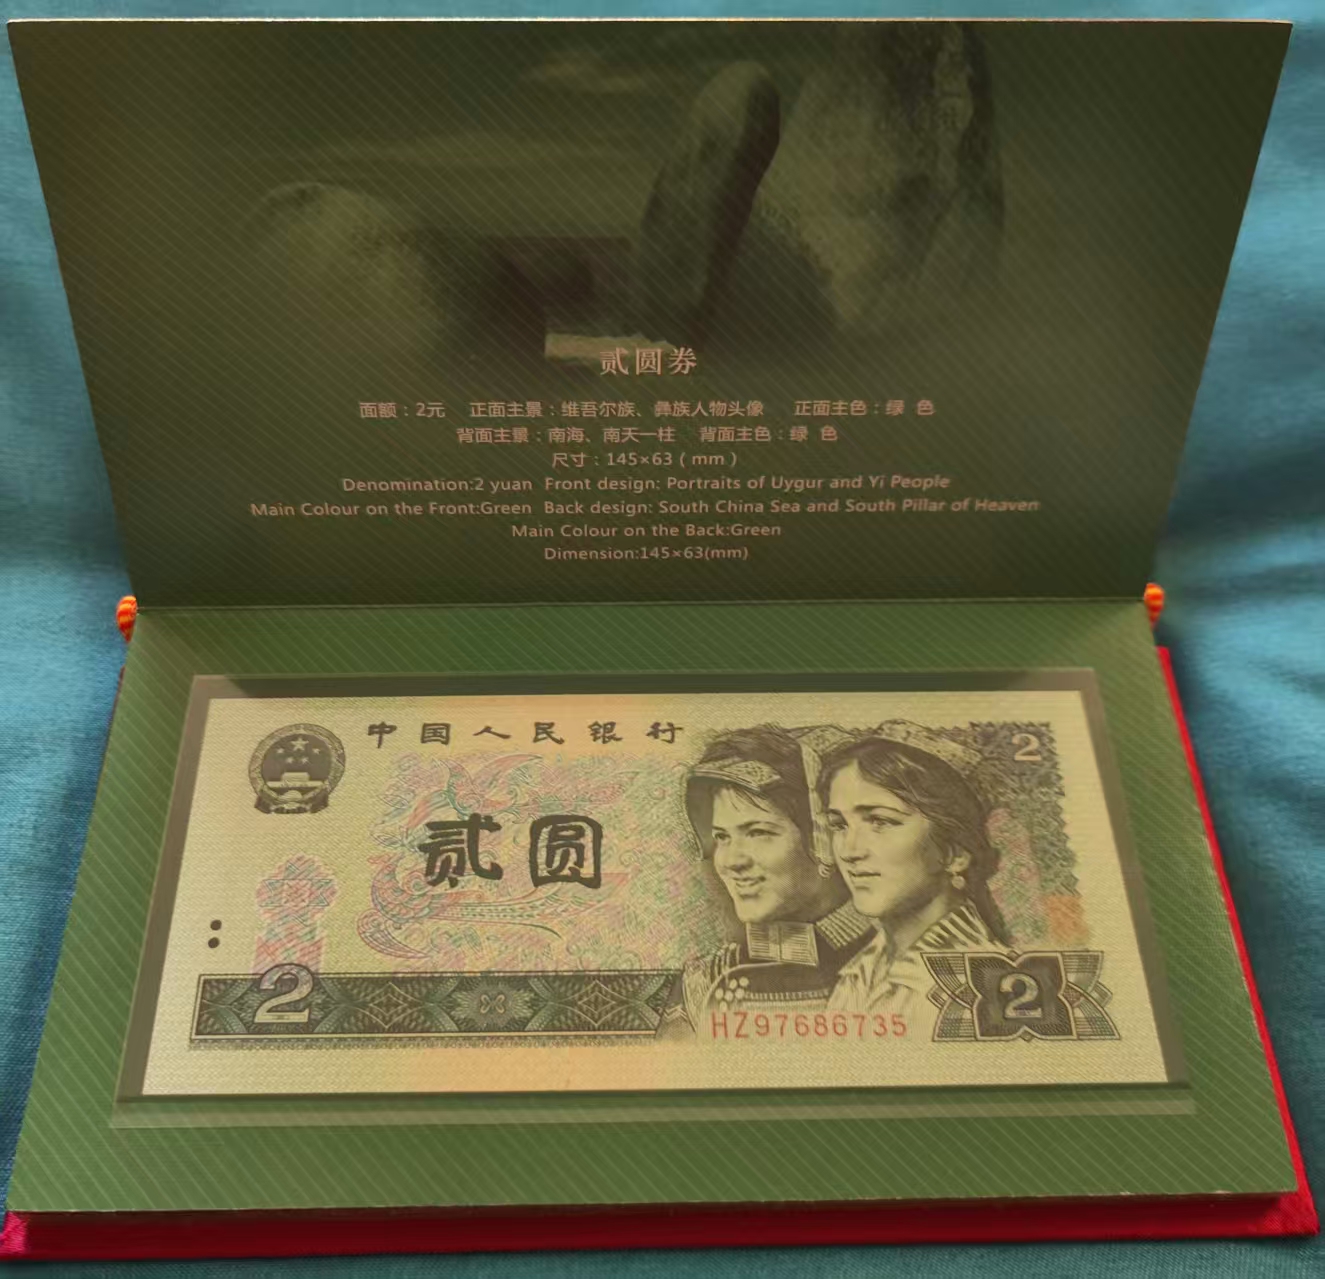 贰圆券
面额：2元 正面主景：维吾尔族、彝族人物头像 正面主色：绿 色
背面主景：南海、南天一柱 背面主色：绿 色
尺寸：145×63（mm）
Denomination:2 yuan Front design: Portraits of Uygur and Yi People
Main Colour on the Front:Green Back design: South China Sea and South Pillar of Heaven
Main Colour on the Back:Green
Dimension:145×63(mm)
中国人民银行
2
贰圆
2
2
HZ97686735